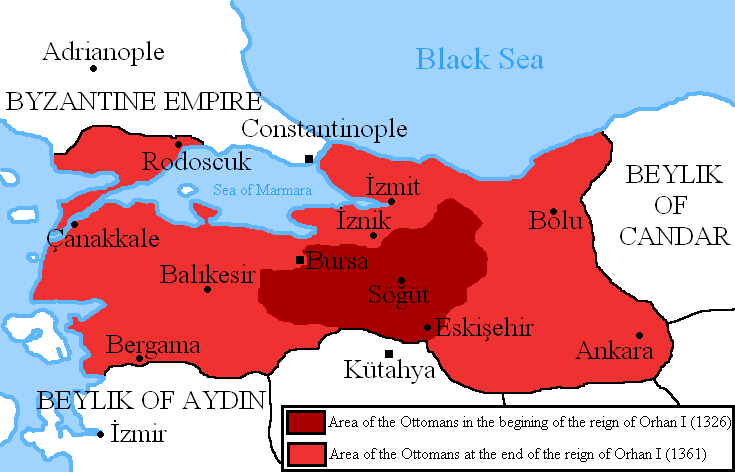 Adrianople
Black Sea
BYZANTINE EMPIRE
Constantinople
Rodoscuk
Sea of Marmara
İzmit
BEYLIK
OF
CANDAR
İznik
Bolu
Çanakkale
Bursa
Balıkesir
Söğüt
Eskişehir
Bergama
Ankara
Kütahya
BEYLIK OF AYDIN
İzmir
Area of the Ottomans in the begining of the reign of Orhan I (1326)
Area of the Ottomans at the end of the reign of Orhan I (1361)